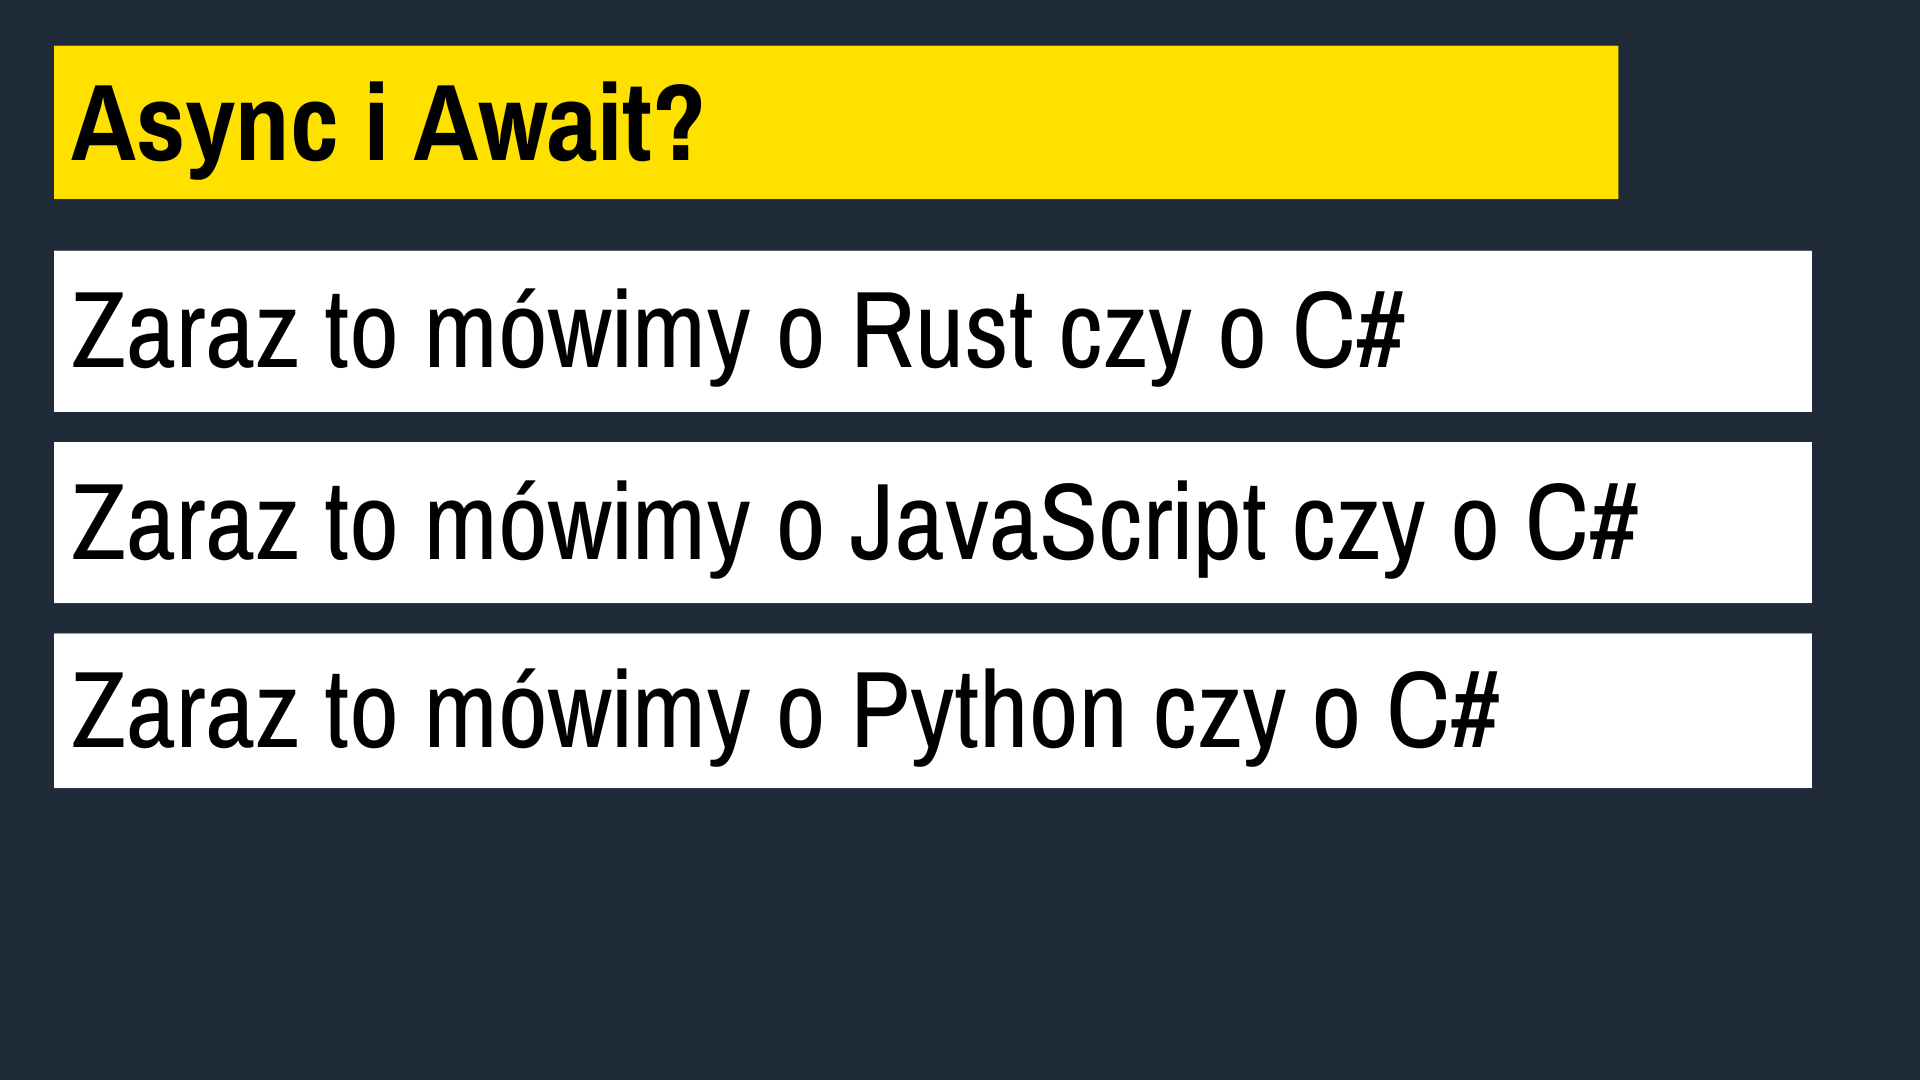 Async i Await?
Zaraz to mówimy o Rust czy o C#
Zaraz to mówimy o JavaScript czy o C#
Zaraz to mówimy o Python czy o C#